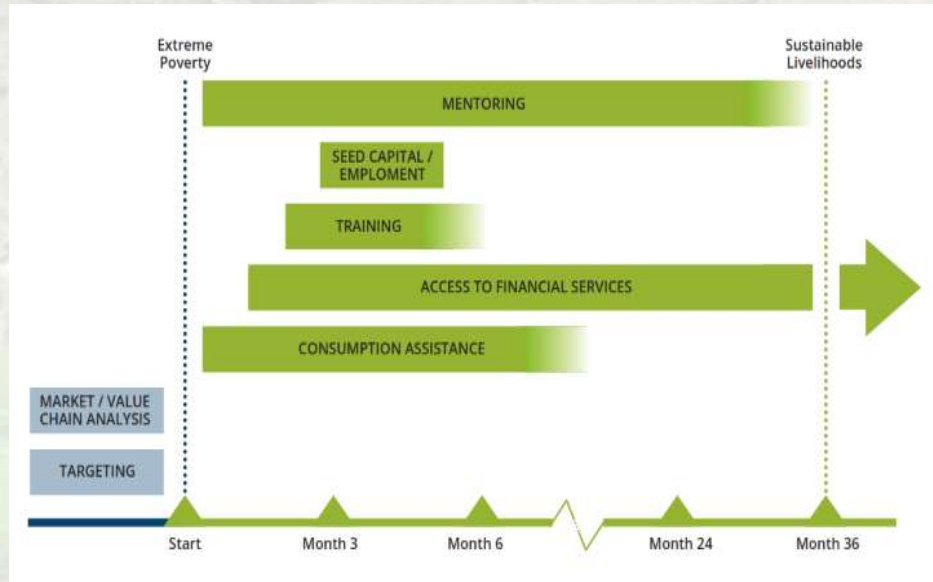 Extreme
Poverty
Sustainable
Livelihoods
MENTORING
SEED CAPITAL /
EMPLOMENT
TRAINING
ACCESS TO FINANCIAL SERVICES
CONSUMPTION ASSISTANCE
MARKET / VALUE
CHAIN ANALYSIS
TARGETING
Start
Month 3
Month 6
Month 24
Month 36